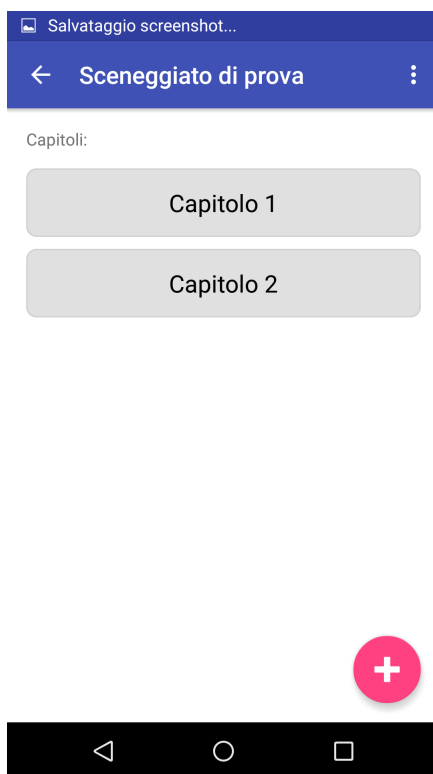 Salvataggio screenshot...
Sceneggiato di prova
Capitoli:
Capitolo 1
Capitolo 2